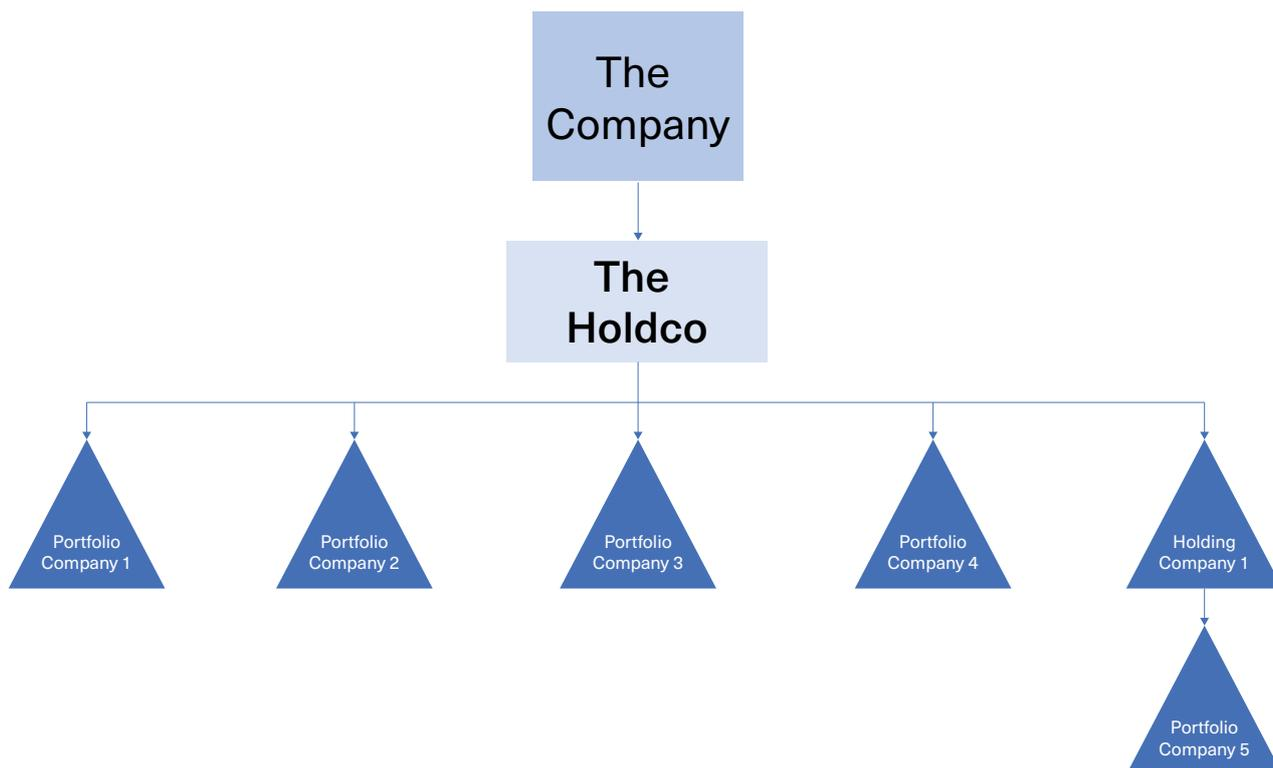 The
Company
The
Holdco
Portfolio
Company 1
Portfolio
Company 2
Portfolio
Company 3
Portfolio
Company 4
Holding
Company 1
Portfolio
Company 5